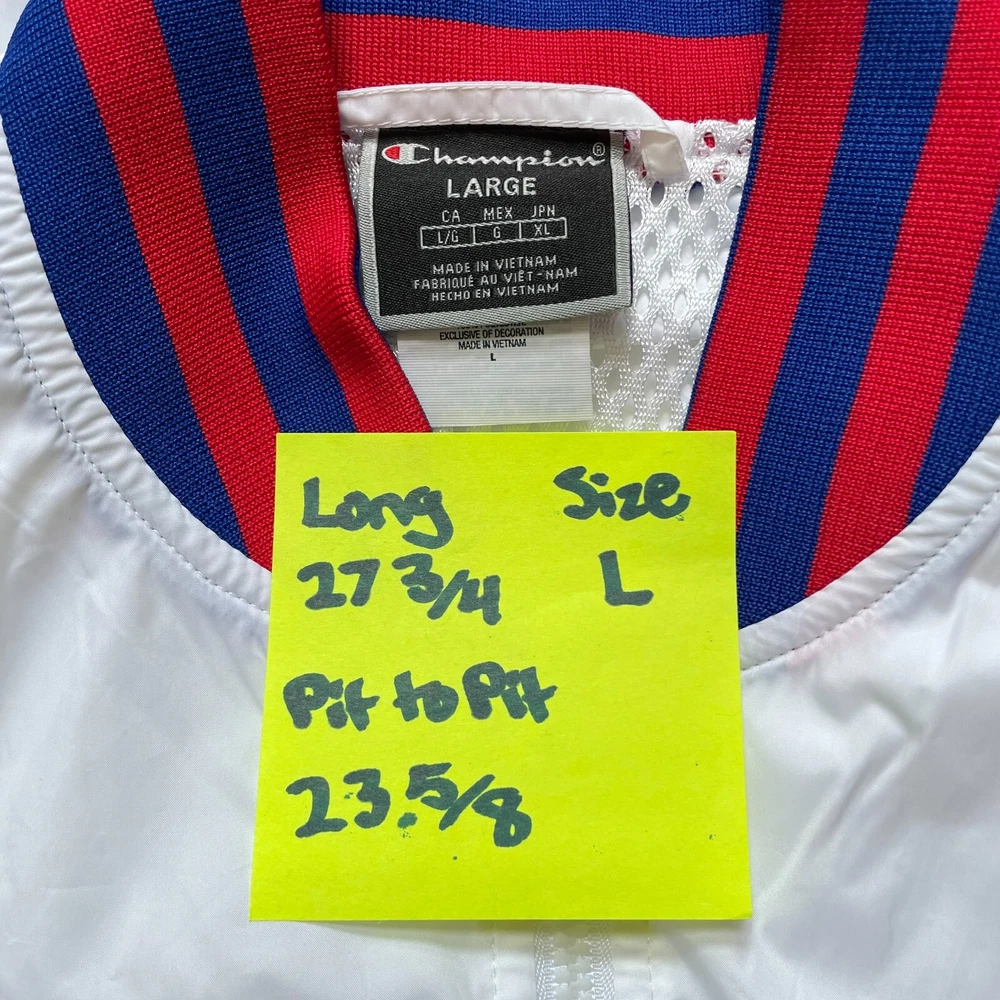 Champion®
LARGE
CA MEX JPN
L/G G XL
MADE IN VIETNAM
FABRIQUÉ AU VIÊT-NAM
HECHO EN VIETNAM
EXCLUSIVE OF DECORATION
MADE IN VIETNAM
L
Long Size
27 3/4 L
Pit to Pit
23.5/8